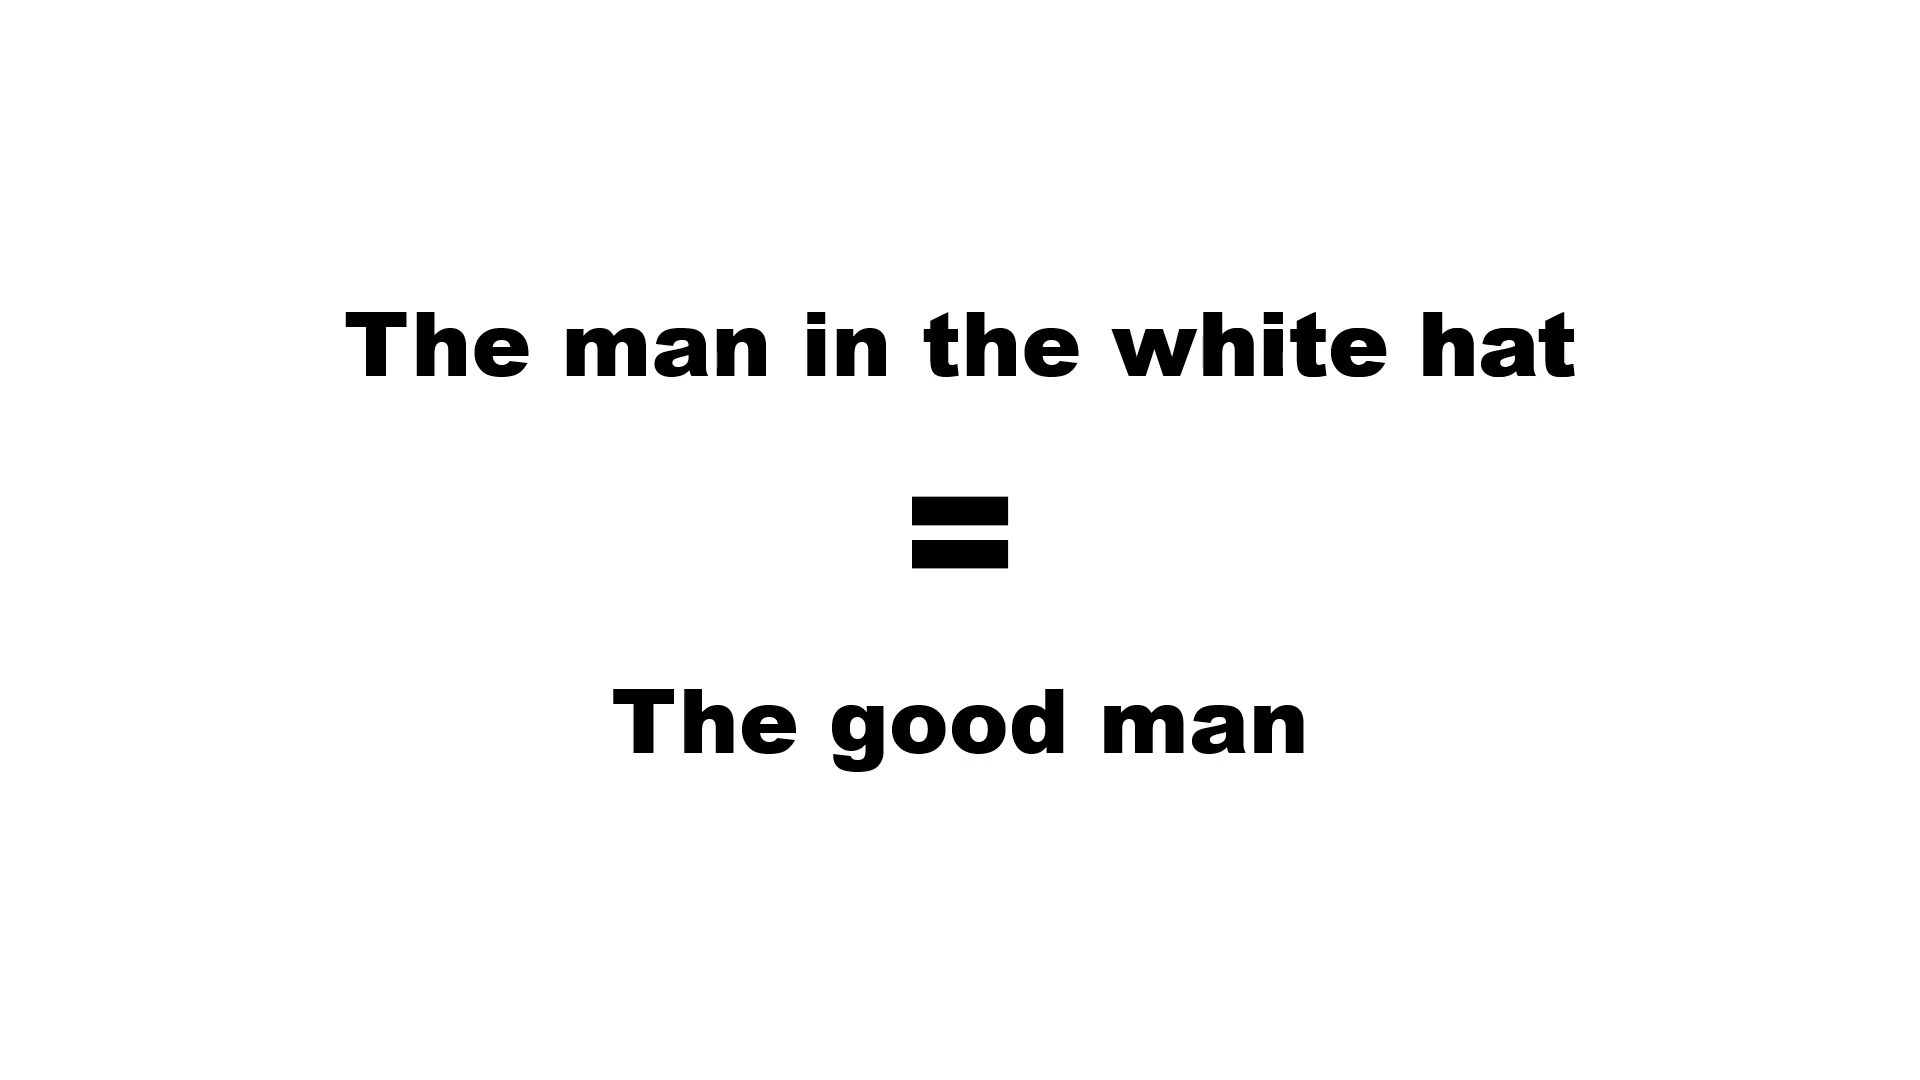 The man in the white hat
=
The good man